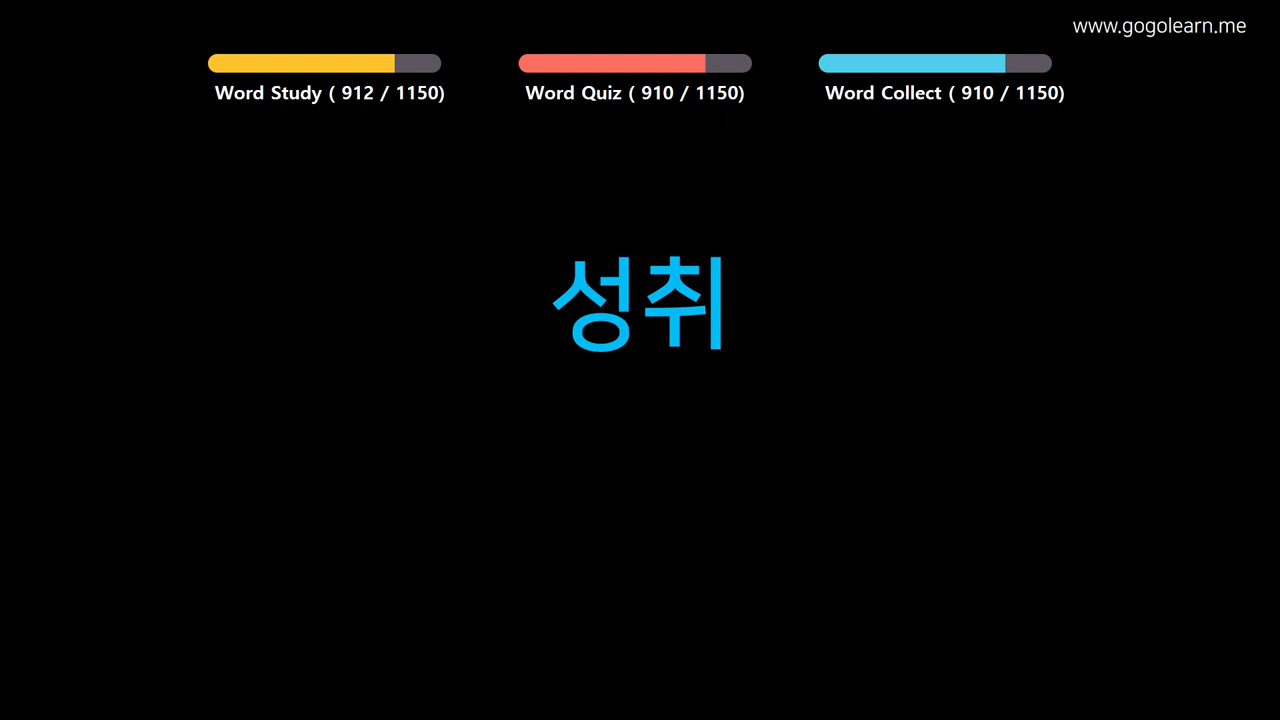 www.gogolearn.me
Word Study ( 912 / 1150)
Word Quiz ( 910 / 1150)
Word Collect ( 910 / 1150)
성취